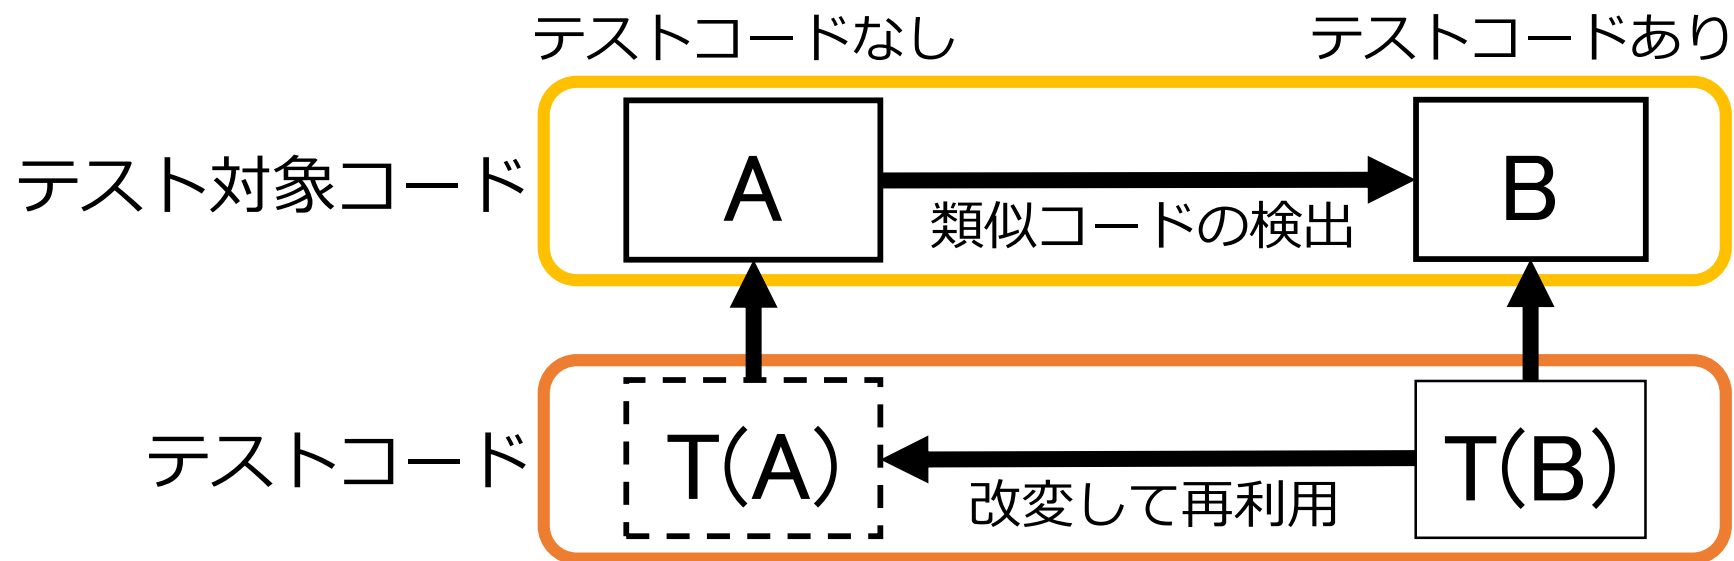 テストコードなし
テストコードあり
テスト対象コード
A
B
類似コードの検出
テストコード
T(A)
T(B)
改変して再利用